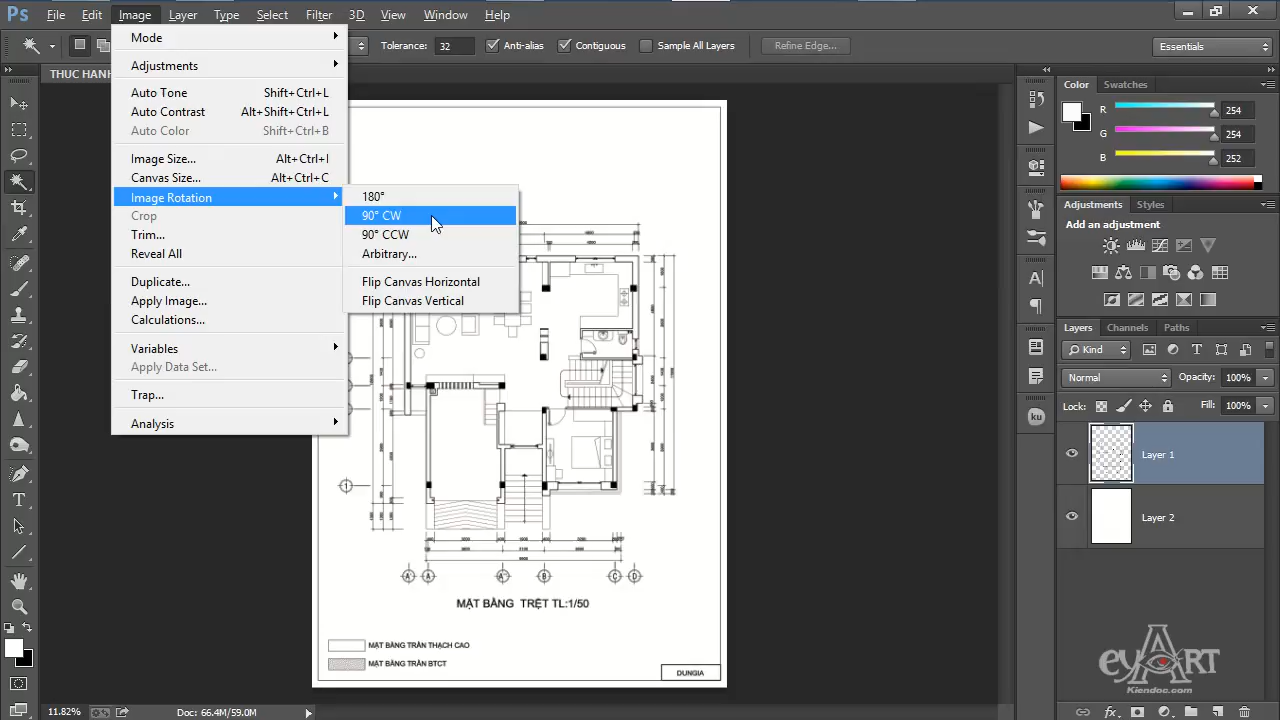 Ps File Edit Image Layer Type Select Filter 3D View Window Help
Tolerance: 32 Anti-alias Contiguous Sample All Layers Refine Edge... Essentials
THUC HANH
Mode
Adjustments
Auto Tone Shift+Ctrl+L
Auto Contrast Alt+Shift+Ctrl+L
Auto Color Shift+Ctrl+B
Image Size... Alt+Ctrl+I
Canvas Size... Alt+Ctrl+C
Image Rotation
Crop
Trim...
Reveal All
Duplicate...
Apply Image...
Calculations...
Variables
Apply Data Set...
Trap...
Analysis
180°
90° CW
90° CCW
Arbitrary...
Flip Canvas Horizontal
Flip Canvas Vertical
1
A' A A'' B C D
MẶT BẰNG TRỆT TL:1/50
MẶT BẰNG TRẦN THẠCH CAO
MẶT BẰNG TRẦN BTCT
DUNGIA
Color Swatches
R 254
G 254
B 252
Adjustments Styles
Add an adjustment
Layers Channels Paths
Kind
Normal Opacity: 100%
Lock: Fill: 100%
Layer 1
Layer 2
ku
eUART
Kiendoc.com
11.82% Doc: 66.4M/59.0M